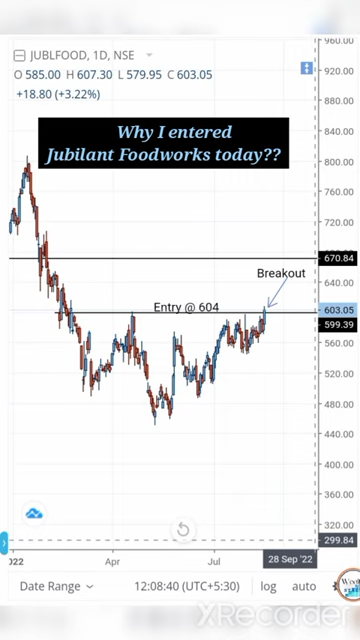 JUBLFOOD, 1D, NSE
O 585.00 H 607.30 L 579.95 C 603.05
+18.80 (+3.22%)
Why I entered
Jubilant Foodworks today??
Breakout
Entry @ 604
960.00
920.00
880.00
840.00
800.00
760.00
720.00
670.84
640.00
603.05
599.39
560.00
520.00
480.00
440.00
400.00
360.00
320.00
299.84
Apr
Jul
28 Sep '22
Date Range
12:08:40 (UTC+5:30)
log
auto
XRecorder